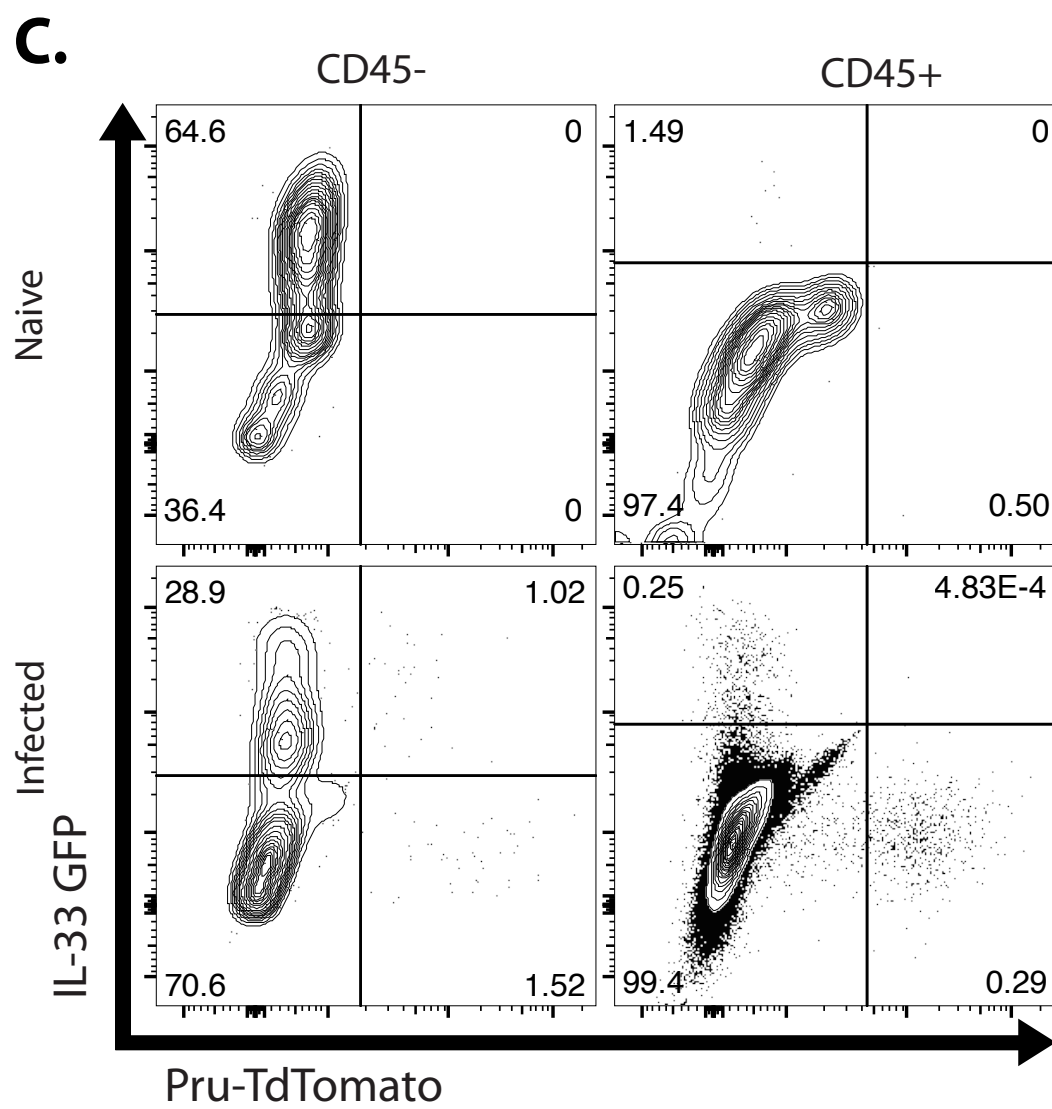 C.
CD45-
CD45+
64.6
0
1.49
0
Naive
36.4
0
97.4
0.50
28.9
1.02
0.25
4.83E-4
Infected
70.6
1.52
99.4
0.29
IL-33 GFP
Pru-TdTomato